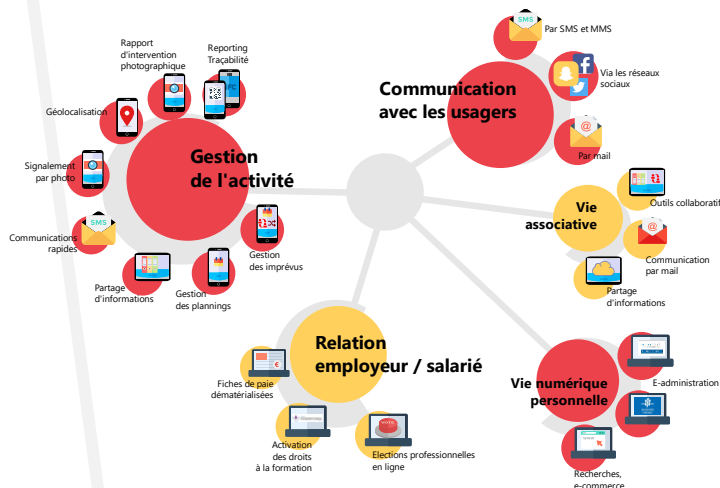 Rapport
d'intervention
photographique
Reporting
Traçabilité
Géolocalisation
Signalement
par photo
SMS
Communications
rapides
Partage
d'informations
Gestion
des plannings
Gestion
des imprévus
Gestion
de l'activité
SMS
Par SMS et MMS
Via les réseaux
sociaux
Par mail
Communication
avec les usagers
Vie
associative
Outils collaboratif
Communication
par mail
Partage
d'informations
Relation
employeur / salarié
Fiches de paie
dématérialisées
Activation
des droits
à la formation
Elections professionnelles
en ligne
Vie numérique
personnelle
E-administration
Recherches,
e-commerce